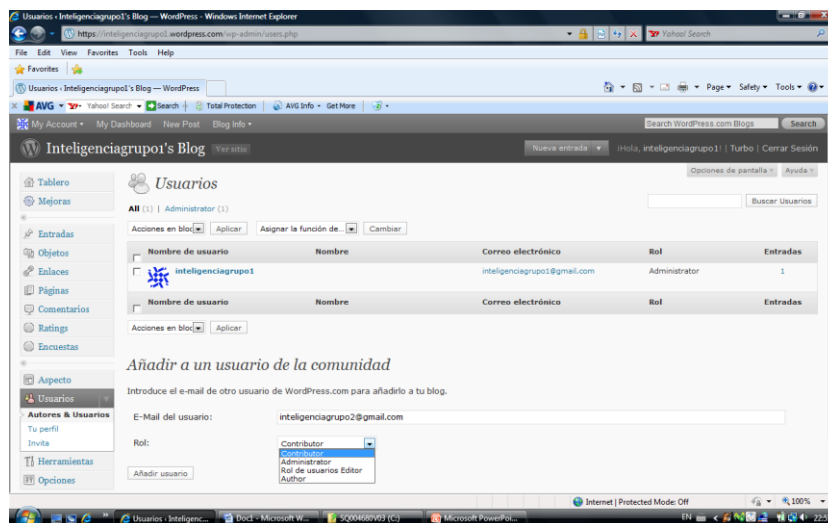 Usuarios ‹ Inteligenciagrupo1's Blog — WordPress - Windows Internet Explorer
https://inteligenciagrupo1.wordpress.com/wp-admin/users.php
Yahoo! Search
File Edit View Favorites Tools Help
Favorites
Usuarios ‹ Inteligenciagrupo1's Blog — WordPress
Page Safety Tools
AVG Yahoo! Search Search Total Protection AVG Info Get More
My Account My Dashboard New Post Blog Info Search WordPress.com Blogs Search
Inteligenciagrupo1's Blog Ver sitio Nueva entrada ¡Hola, inteligenciagrupo1! | Turbo | Cerrar Sesión
Opciones de pantalla Ayuda
Tablero
Mejoras
Entradas
Objetos
Enlaces
Páginas
Comentarios
Ratings
Encuestas
Aspecto
Usuarios
Autores & Usuarios
Tu perfil
Invita
Herramientas
Opciones
Usuarios
All (1) | Administrator (1)
Buscar Usuarios
Acciones en bloc Aplicar Asignar la función de... Cambiar
Nombre de usuario Nombre Correo electrónico Rol Entradas
inteligenciagrupo1 inteligenciagrupo1@gmail.com Administrator 1
Nombre de usuario Nombre Correo electrónico Rol Entradas
Acciones en bloc Aplicar
Añadir a un usuario de la comunidad
Introduce el e-mail de otro usuario de WordPress.com para añadirlo a tu blog.
E-Mail del usuario: inteligenciagrupo2@gmail.com
Rol: Contributor
Contributor
Administrator
Rol de usuarios Editor
Author
Añadir usuario
Internet | Protected Mode: Off 100%
Usuarios ‹ Inteligenc... Doc1 - Microsoft W... SQ004680V03 (C:) Microsoft PowerPoi... EN